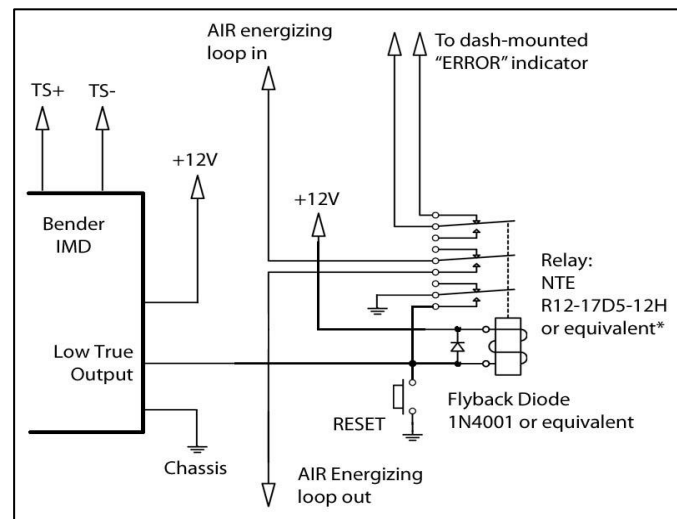 AIR energizing
loop in
To dash-mounted
“ERROR” indicator
TS+
TS-
+12V
+12V
Bender
IMD
Relay:
NTE
R12-17D5-12H
or equivalent*
Low True
Output
Flyback Diode
1N4001 or equivalent
RESET
Chassis
AIR Energizing
loop out